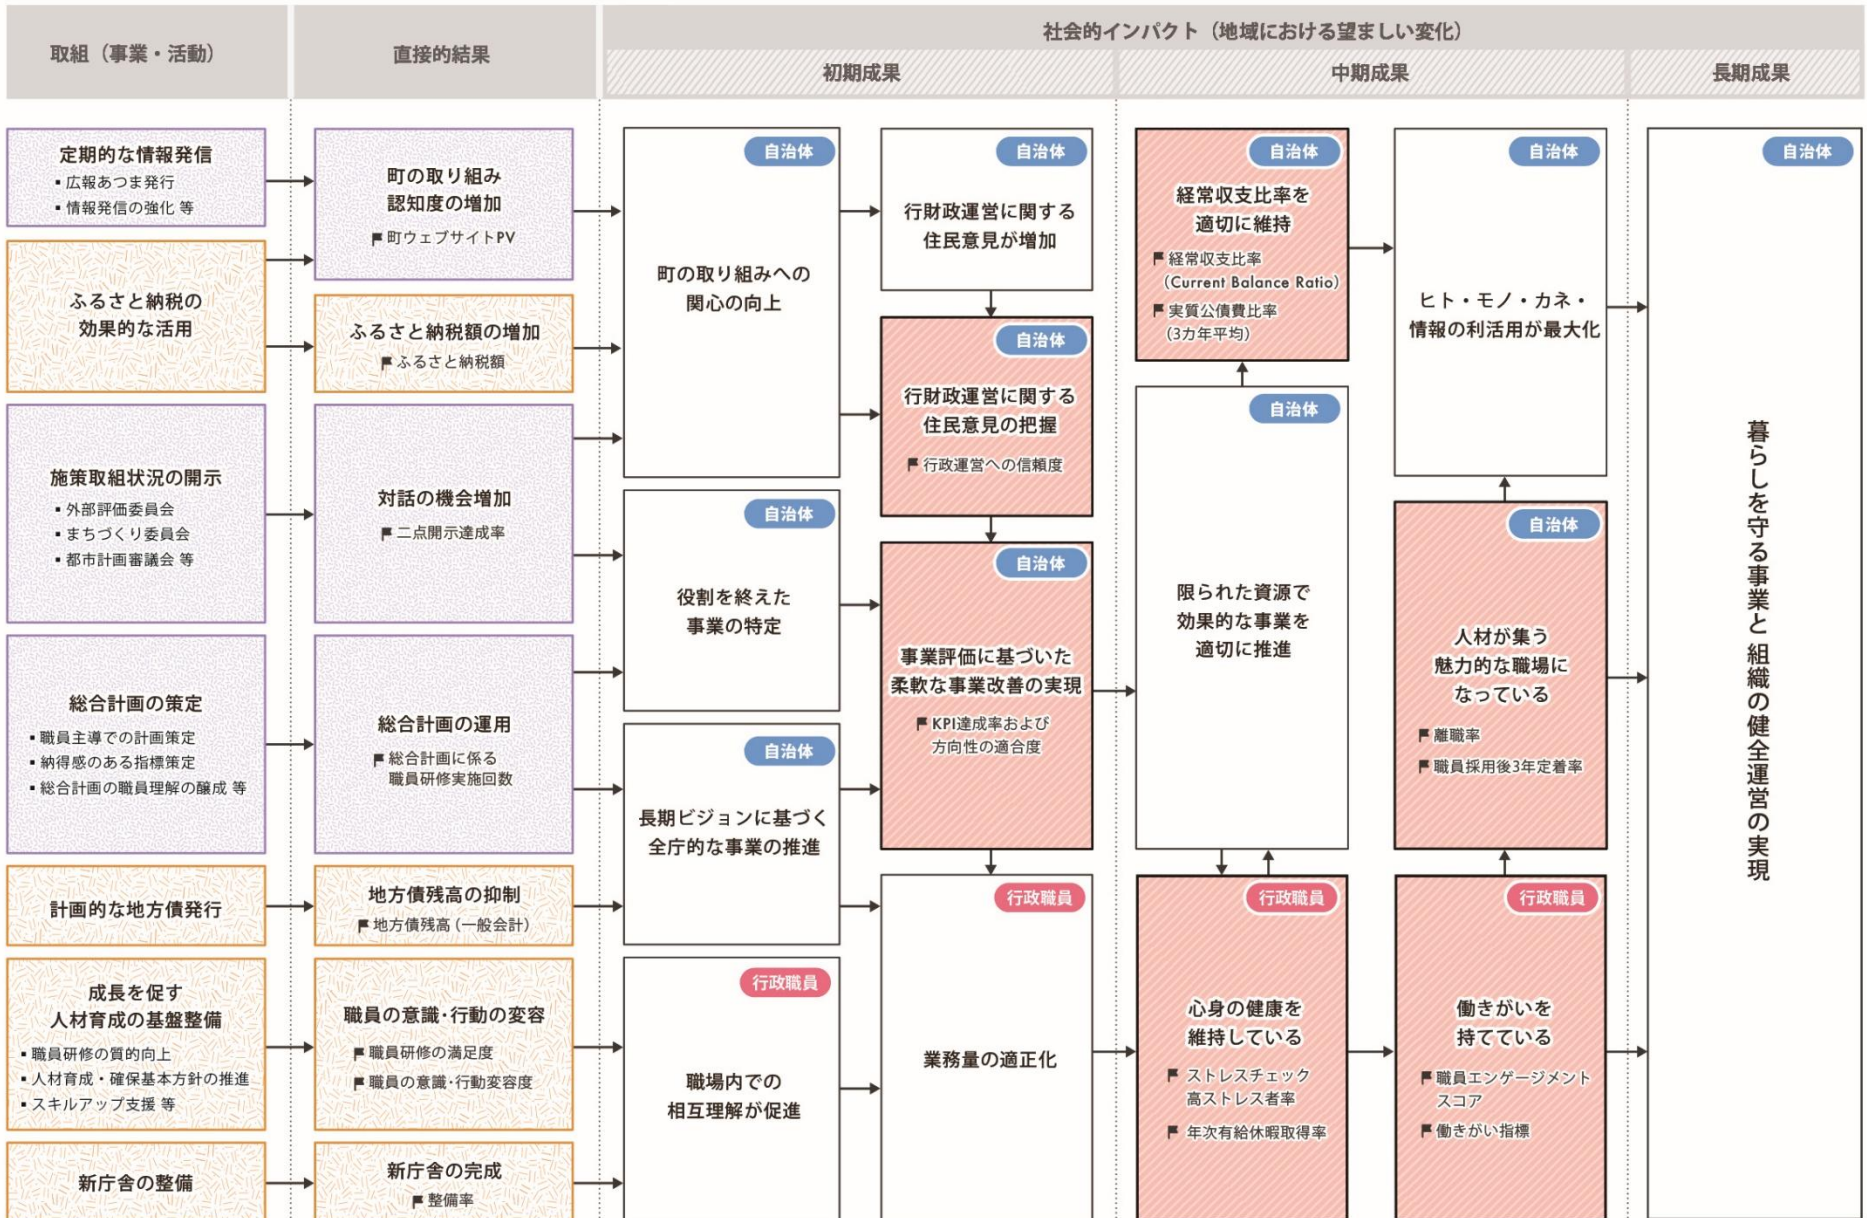 取組（事業・活動）
直接的結果
社会的インパクト（地域における望ましい変化）
初期成果
中期成果
長期成果
定期的な情報発信
▪広報あつま発行
▪情報発信の強化 等
ふるさと納税の
効果的な活用
施策取組状況の開示
▪外部評価委員会
▪まちづくり委員会
▪都市計画審議会 等
総合計画の策定
▪職員主導での計画策定
▪納得感のある指標策定
▪総合計画の職員理解の醸成 等
計画的な地方債発行
成長を促す
人材育成の基盤整備
▪職員研修の質的向上
▪人材育成・確保基本方針の推進
▪スキルアップ支援 等
新庁舎の整備
町の取り組み
認知度の増加
町ウェブサイトPV
ふるさと納税額の増加
ふるさと納税額
対話の機会増加
二点開示達成率
総合計画の運用
総合計画に係る
職員研修実施回数
地方債残高の抑制
地方債残高（一般会計）
職員の意識・行動の変容
職員研修の満足度
職員の意識・行動変容度
新庁舎の完成
整備率
自治体
町の取り組みへの
関心の向上
自治体
役割を終えた
事業の特定
自治体
長期ビジョンに基づく
全庁的な事業の推進
行政職員
職場内での
相互理解が促進
自治体
行財政運営に関する
住民意見が増加
自治体
行財政運営に関する
住民意見の把握
行政運営への信頼度
自治体
事業評価に基づいた
柔軟な事業改善の実現
KPI達成率および
方向性の適合度
行政職員
業務量の適正化
自治体
経常収支比率を
適切に維持
経常収支比率
（Current Balance Ratio）
実質公債費比率
（3カ年平均）
自治体
限られた資源で
効果的な事業を
適切に推進
行政職員
心身の健康を
維持している
ストレスチェック
高ストレス者率
年次有給休暇取得率
自治体
ヒト・モノ・カネ・
情報の利活用が最大化
自治体
人材が集う
魅力的な職場に
なっている
離職率
職員採用後3年定着率
行政職員
働きがいを
持てている
職員エンゲージメント
スコア
働きがい指標
自治体
暮らしを守る事業と組織の健全運営の実現